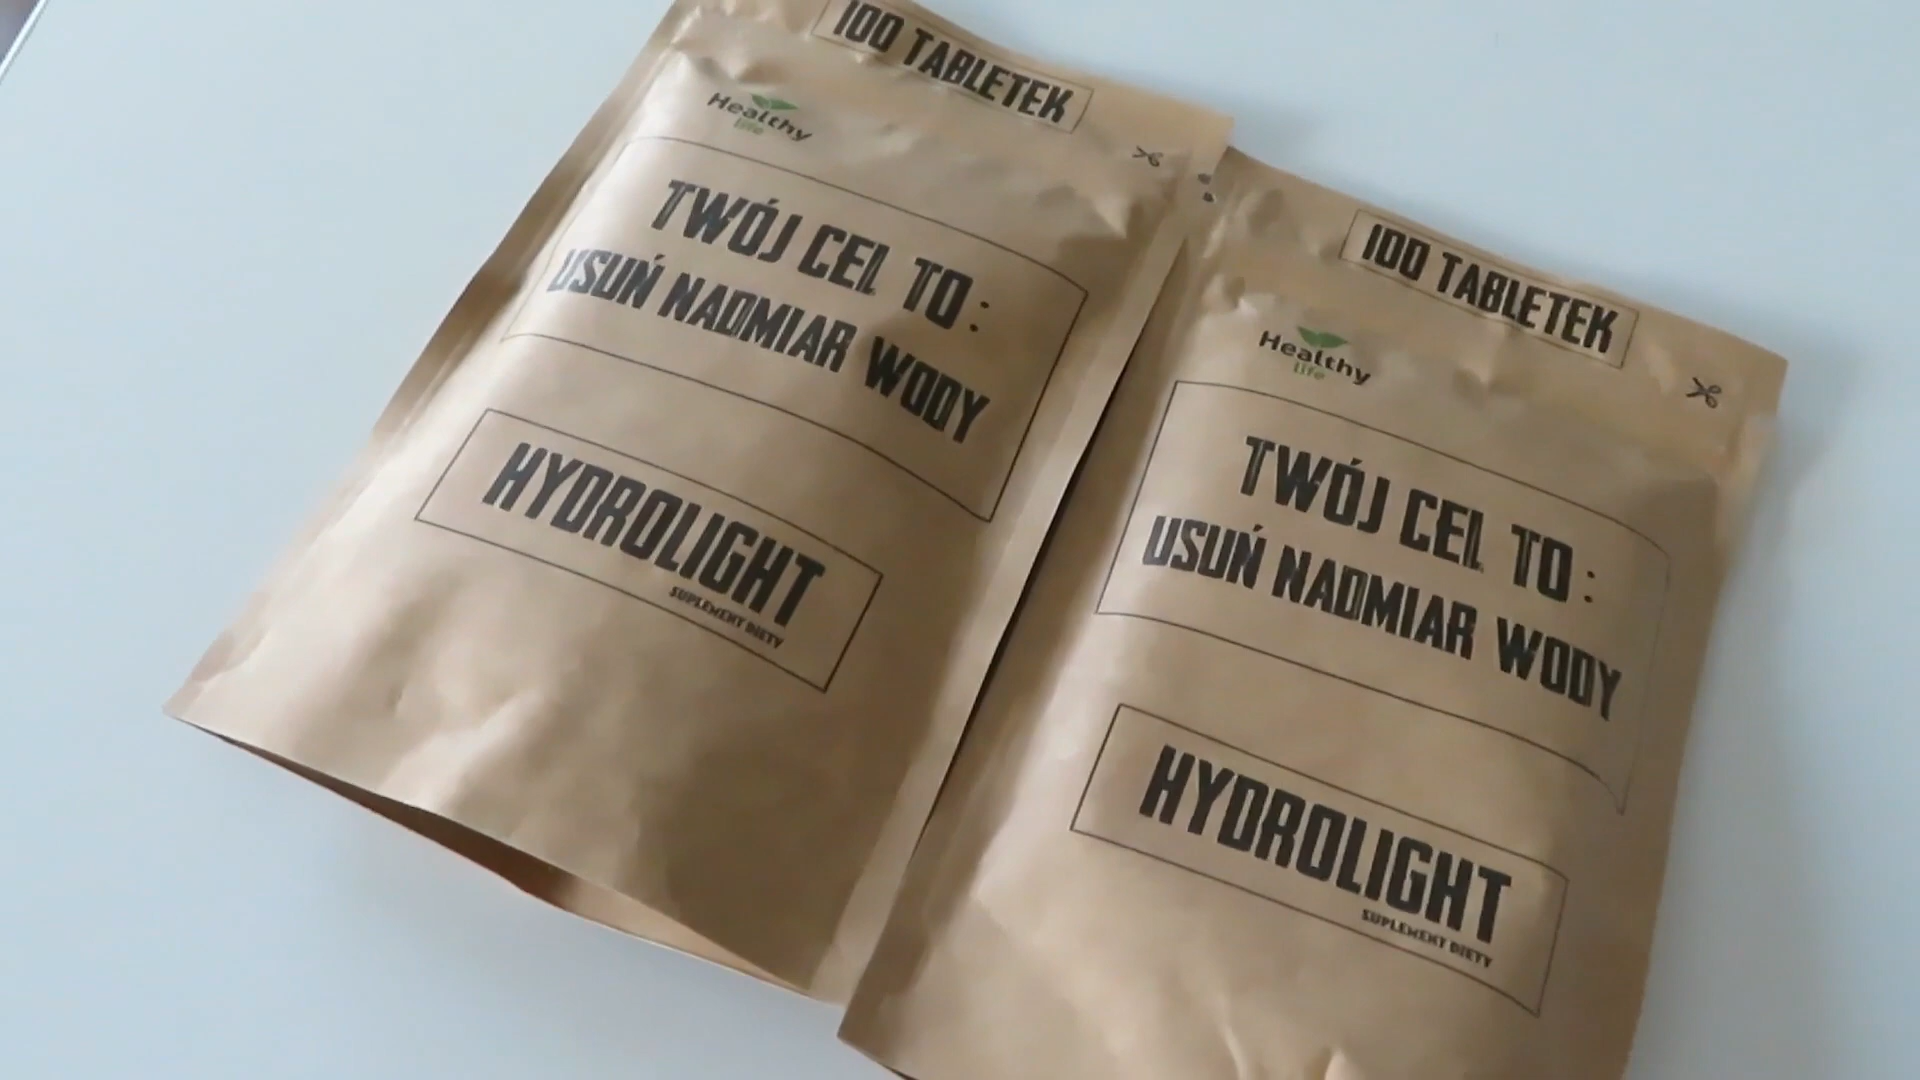 100 TABLETEK
Healthy
life
TWÓJ CEL TO:
USUŃ NADMIAR WODY
HYDROLIGHT
SUPLEMENT DIETY
100 TABLETEK
Healthy
life
TWÓJ CEL TO:
USUŃ NADMIAR WODY
HYDROLIGHT
SUPLEMENT DIETY